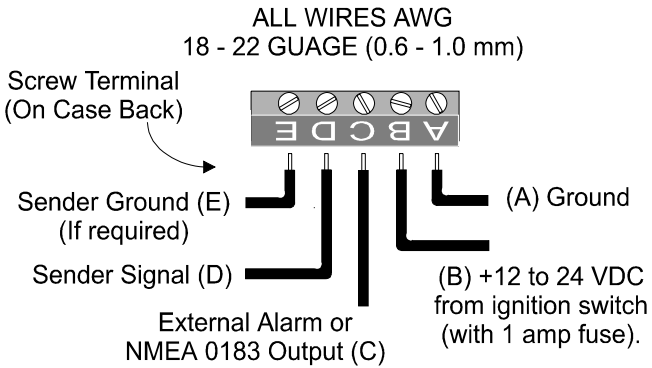 ALL WIRES AWG
18 - 22 GUAGE (0.6 - 1.0 mm)
Screw Terminal
(On Case Back)
E D C B A
Sender Ground (E)
(If required)
(A) Ground
Sender Signal (D)
(B) +12 to 24 VDC
from ignition switch
(with 1 amp fuse).
External Alarm or
NMEA 0183 Output (C)